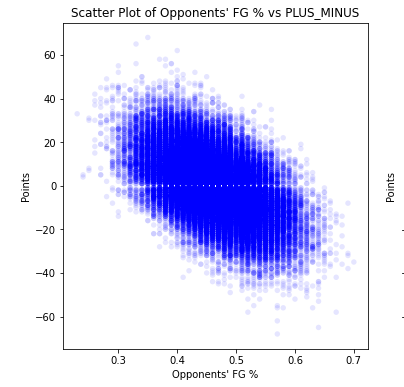 Scatter Plot of Opponents' FG % vs PLUS_MINUS
60
40
20
0
−20
−40
−60
Points
0.3 0.4 0.5 0.6 0.7
Opponents' FG %
Points